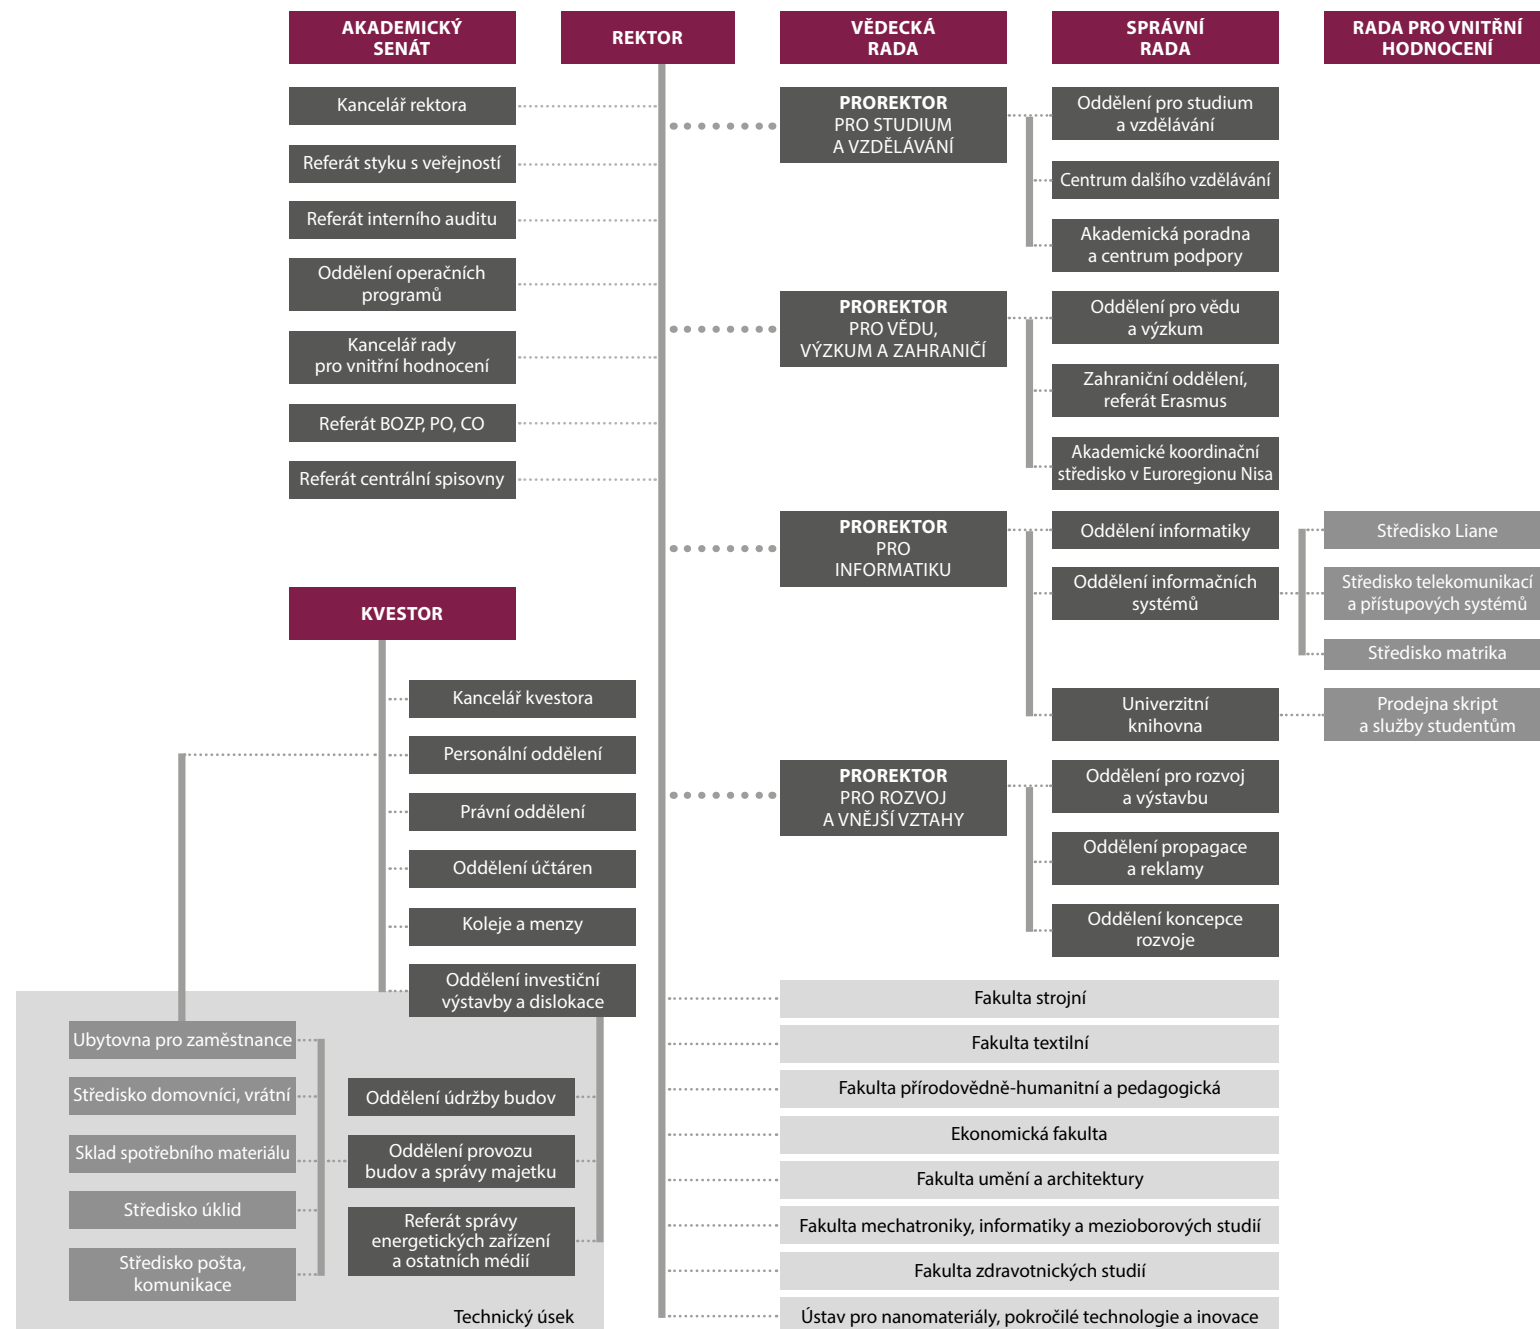 AKADEMICKÝ
SENÁT
REKTOR
VĚDECKÁ
RADA
SPRÁVNÍ
RADA
RADA PRO VNITŘNÍ
HODNOCENÍ
Kancelář rektora
Referát styku s veřejností
Referát interního auditu
Oddělení operačních
programů
Kancelář rady
pro vnitřní hodnocení
Referát BOZP, PO, CO
Referát centrální spisovny
PROREKTOR
PRO STUDIUM
A VZDĚLÁVÁNÍ
Oddělení pro studium
a vzdělávání
Centrum dalšího vzdělávání
Akademická poradna
a centrum podpory
PROREKTOR
PRO VĚDU,
VÝZKUM A ZAHRANIČÍ
Oddělení pro vědu
a výzkum
Zahraniční oddělení,
referát Erasmus
Akademické koordinační
středisko v Euroregionu Nisa
PROREKTOR
PRO
INFORMATIKU
Oddělení informatiky
Oddělení informačních
systémů
Univerzitní
knihovna
Středisko Liane
Středisko telekomunikací
a přístupových systémů
Středisko matrika
Prodejna skript
a služby studentům
PROREKTOR
PRO ROZVOJ
A VNĚJŠÍ VZTAHY
Oddělení pro rozvoj
a výstavbu
Oddělení propagace
a reklamy
Oddělení koncepce
rozvoje
KVESTOR
Kancelář kvestora
Personální oddělení
Právní oddělení
Oddělení účtáren
Koleje a menzy
Oddělení investiční
výstavby a dislokace
Ubytovna pro zaměstnance
Středisko domovníci, vrátní
Sklad spotřebního materiálu
Středisko úklid
Středisko pošta,
komunikace
Oddělení údržby budov
Oddělení provozu
budov a správy majetku
Referát správy
energetických zařízení
a ostatních médií
Technický úsek
Fakulta strojní
Fakulta textilní
Fakulta přírodovědně-humanitní a pedagogická
Ekonomická fakulta
Fakulta umění a architektury
Fakulta mechatroniky, informatiky a mezioborových studií
Fakulta zdravotnických studií
Ústav pro nanomateriály, pokročilé technologie a inovace